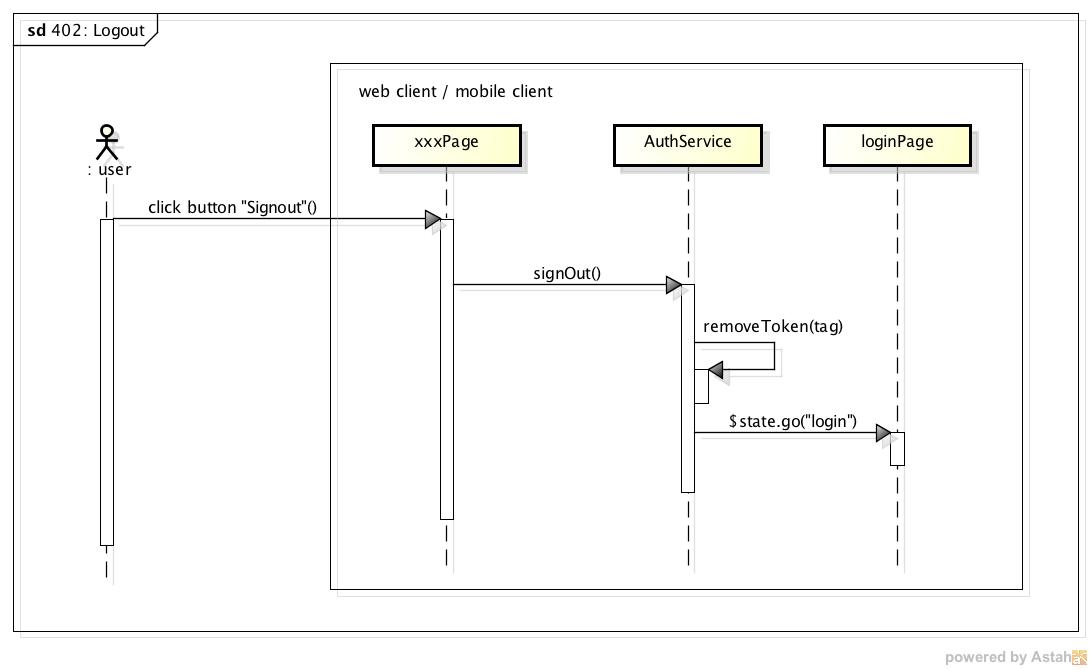 sd 402: Logout
web client / mobile client
: user
xxxPage
AuthService
loginPage
click button "Signout"()
signOut()
removeToken(tag)
$state.go("login")
powered by Astah